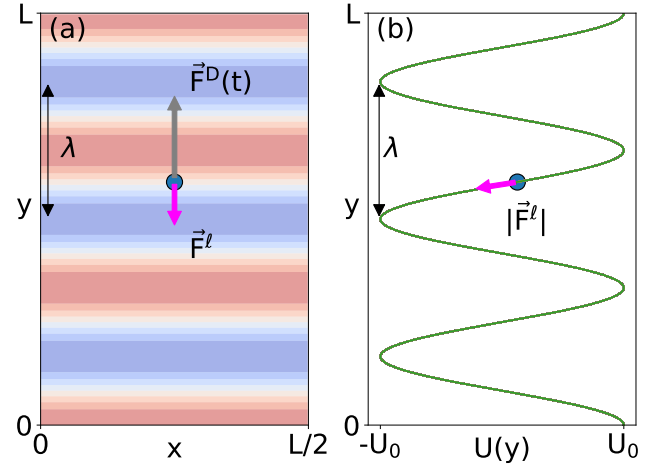 L
(a)
F⃗ᴰ(t)
λ
y
F⃗ˡ
0
0
x
L/2
L
(b)
λ
y
|F⃗ˡ|
0
-U₀
U(y)
U₀